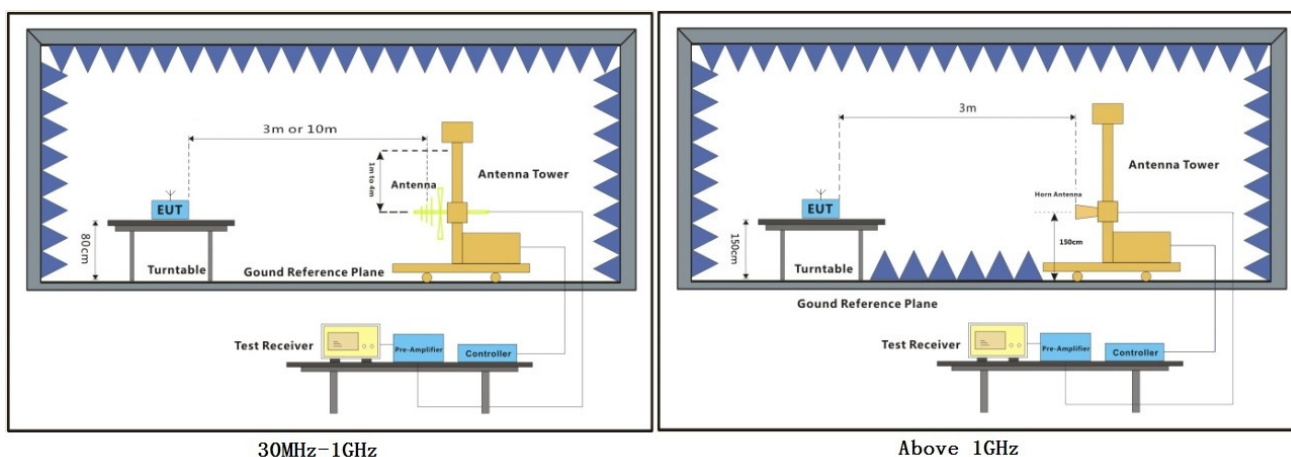 3m or 10m
1m to 4m
Antenna
Antenna Tower
EUT
80cm
Turntable
Gound Reference Plane
Test Receiver
Pre-Amplifier
Controller
30MHz-1GHz
3m
Antenna Tower
Horn Antenna
EUT
150cm
150cm
Turntable
Gound Reference Plane
Test Receiver
Pre-Amplifier
Controller
Above 1GHz